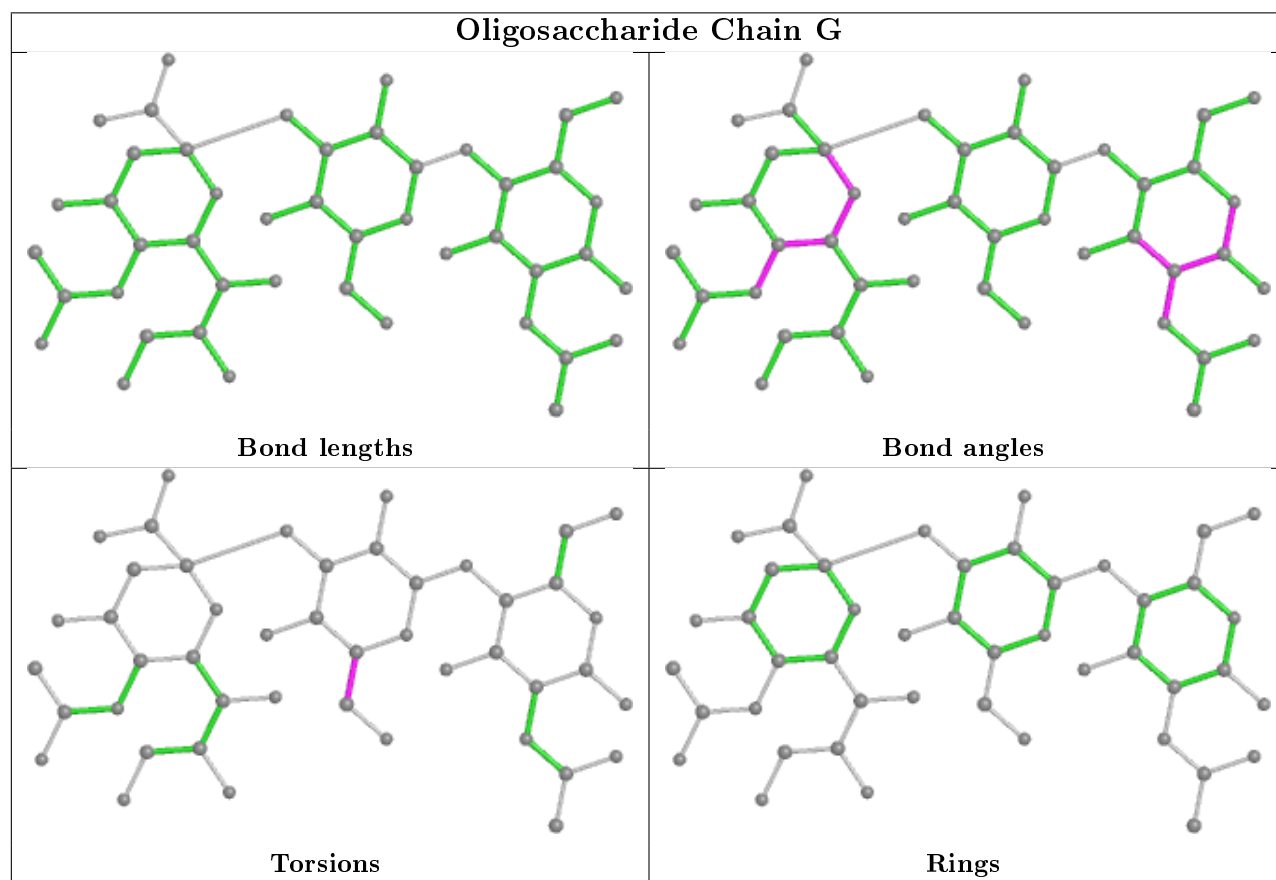 Oligosaccharide Chain G
Bond lengths
Bond angles
Torsions
Rings